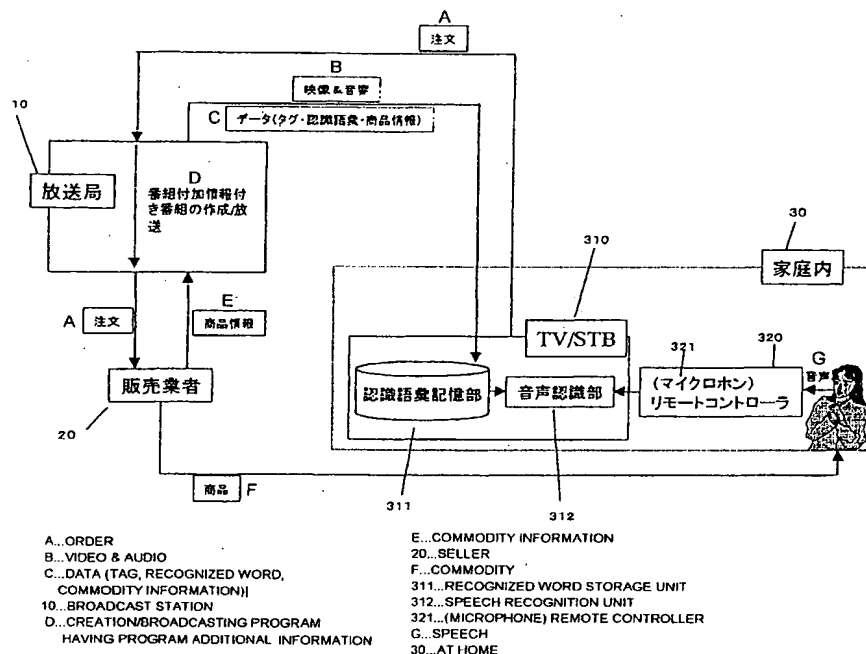 A
注文
B
映像&音響
C データ(タグ・認識語彙・商品情報)
10
放送局
D
番組付加情報付
き番組の作成/放
送
30
家庭内
310
TV/STB
E
A 注文
商品情報
321
320
G
音声
(マイクロホン)
リモートコントローラ
認識語彙記憶部
音声認識部
販売業者
20
商品 F
311
312
A...ORDER
B...VIDEO & AUDIO
C...DATA (TAG, RECOGNIZED WORD,
COMMODITY INFORMATION)|
10...BROADCAST STATION
D...CREATION/BROADCASTING PROGRAM
HAVING PROGRAM ADDITIONAL INFORMATION
E...COMMODITY INFORMATION
20...SELLER
F...COMMODITY
311...RECOGNIZED WORD STORAGE UNIT
312...SPEECH RECOGNITION UNIT
321...(MICROPHONE) REMOTE CONTROLLER
G...SPEECH
30...AT HOME